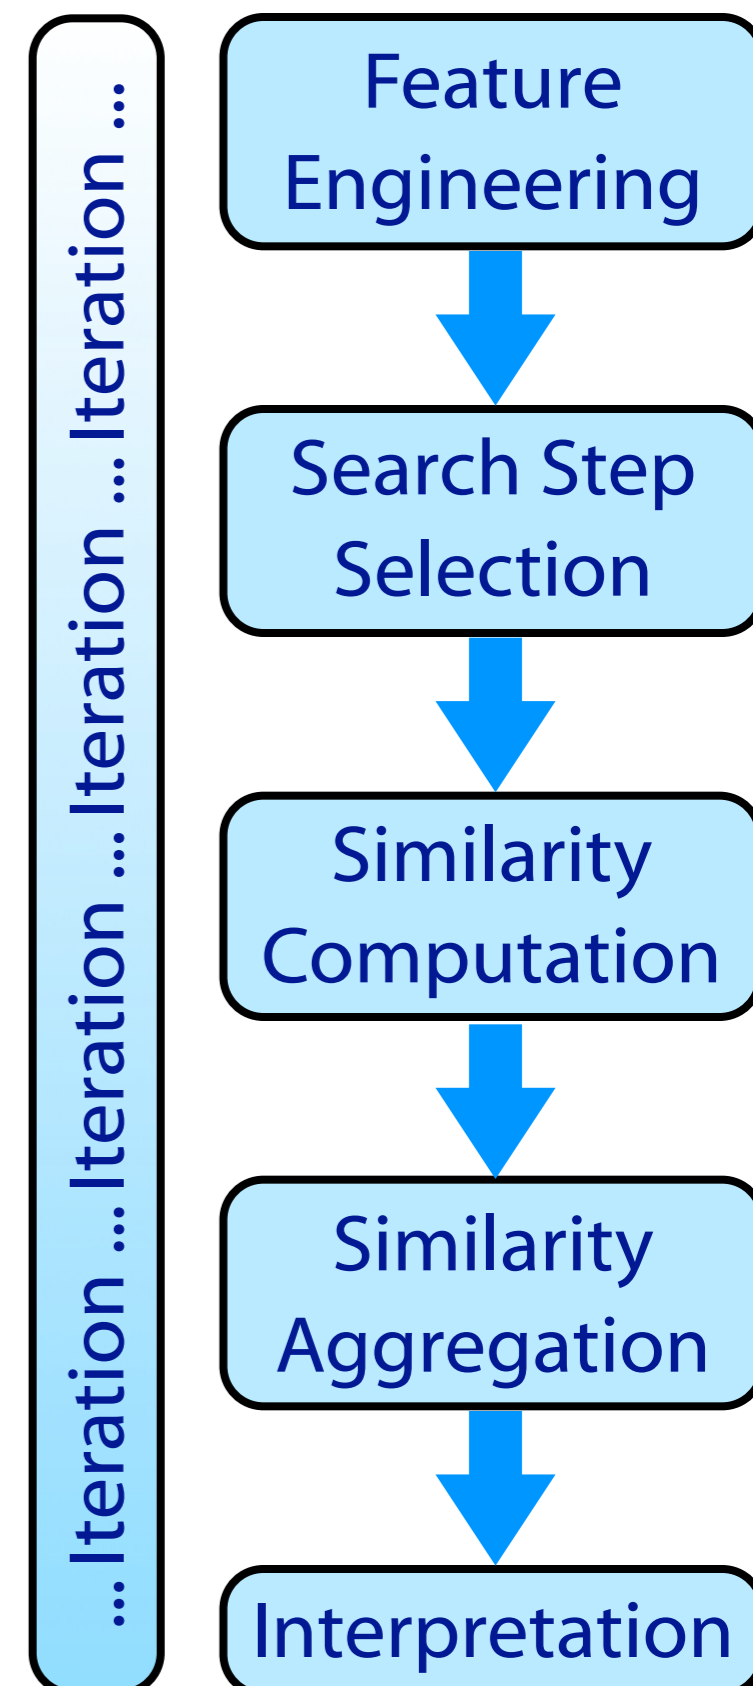 ... Iteration ... Iteration ... Iteration ... Iteration ...
Feature
Engineering
Search Step
Selection
Similarity
Computation
Similarity
Aggregation
Interpretation